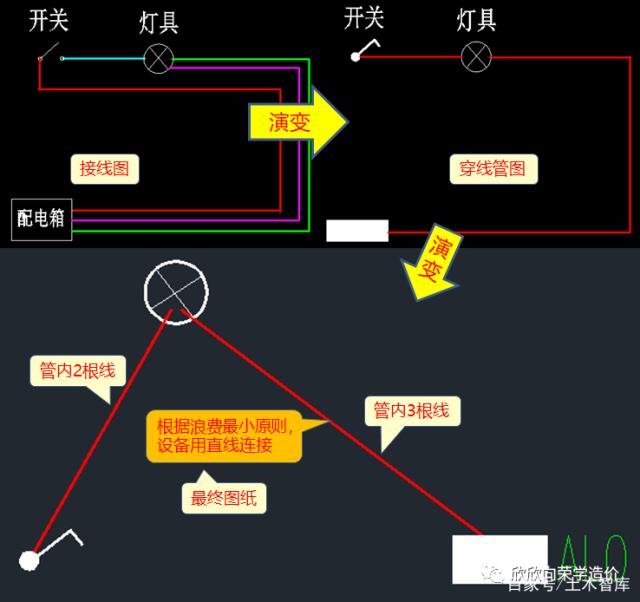 开关
灯具
开关
灯具
演变
接线图
穿线管图
配电箱
演变
管内2根线
管内3根线
根据浪费最小原则，
设备用直线连接
最终图纸
ALO
欣欣向荣学造价
百家号/土木智库